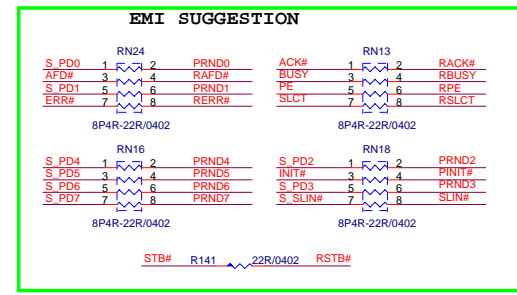 EMI SUGGESTION
RN24
S_PD0 1 2 PRND0
AFD# 3 4 RAFD#
S_PD1 5 6 PRND1
ERR# 7 8 RERR#
8P4R-22R/0402
RN13
ACK# 1 2 RACK#
BUSY 3 4 RBUSY
PE 5 6 RPE
SLCT 7 8 RSLCT
8P4R-22R/0402
RN16
S_PD4 1 2 PRND4
S_PD5 3 4 PRND5
S_PD6 5 6 PRND6
S_PD7 7 8 PRND7
8P4R-22R/0402
RN18
S_PD2 1 2 PRND2
INIT# 3 4 PINIT#
S_PD3 5 6 PRND3
S_SLIN# 7 8 SLIN#
8P4R-22R/0402
STB# R141 22R/0402 RSTB#